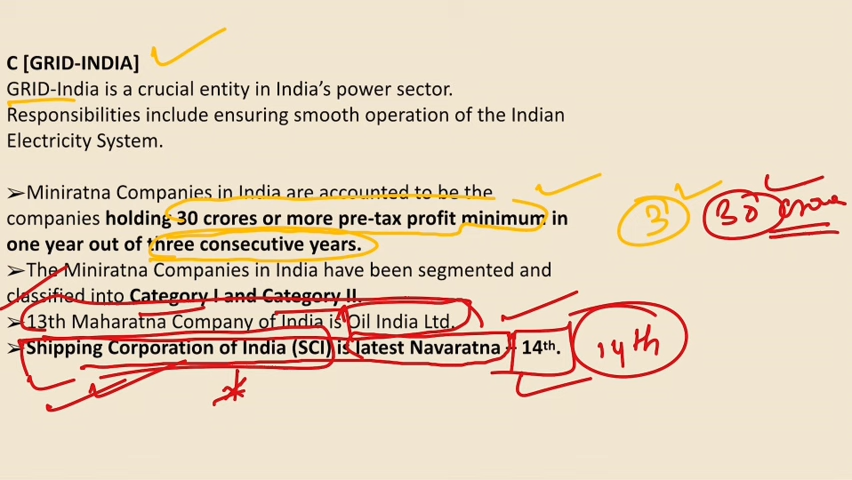 C [GRID-INDIA]
GRID-India is a crucial entity in India's power sector.
Responsibilities include ensuring smooth operation of the Indian
Electricity System.
➢Miniratna Companies in India are accounted to be the
companies holding 30 crores or more pre-tax profit minimum in
one year out of three consecutive years.
3
30 crore
➢The Miniratna Companies in India have been segmented and
classified into Category I and Category II.
➢13th Maharatna Company of India is Oil India Ltd.
➢Shipping Corporation of India (SCI) is latest Navaratna – 14th.
14th